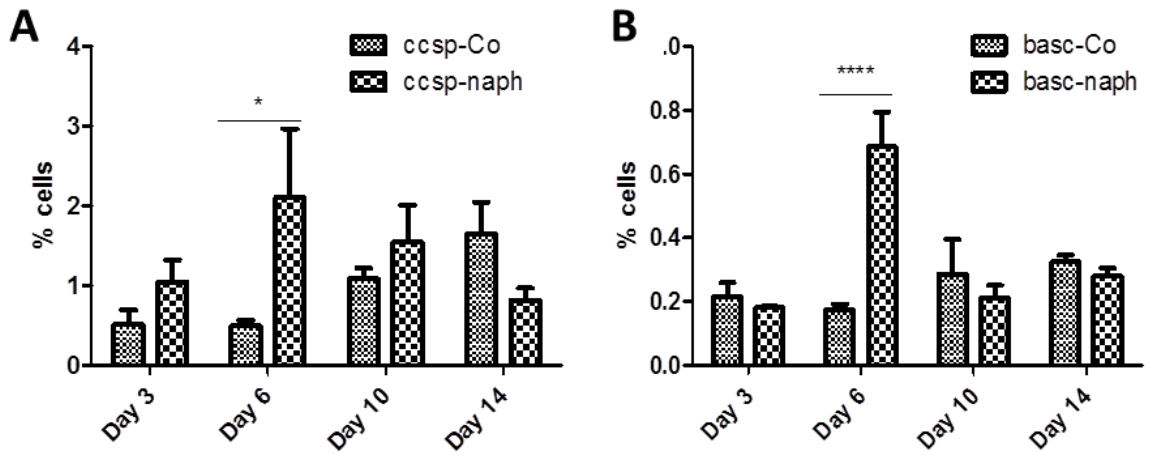 A
% cells
4
3
2
1
0
*
ccsp-Co
ccsp-naph
Day 3
Day 6
Day 10
Day 14
B
% cells
.0
0.8
0.6
0.4
0.2
0.0
****
basc-Co
basc-naph
Day 3
Day 6
Day 10
Day 14